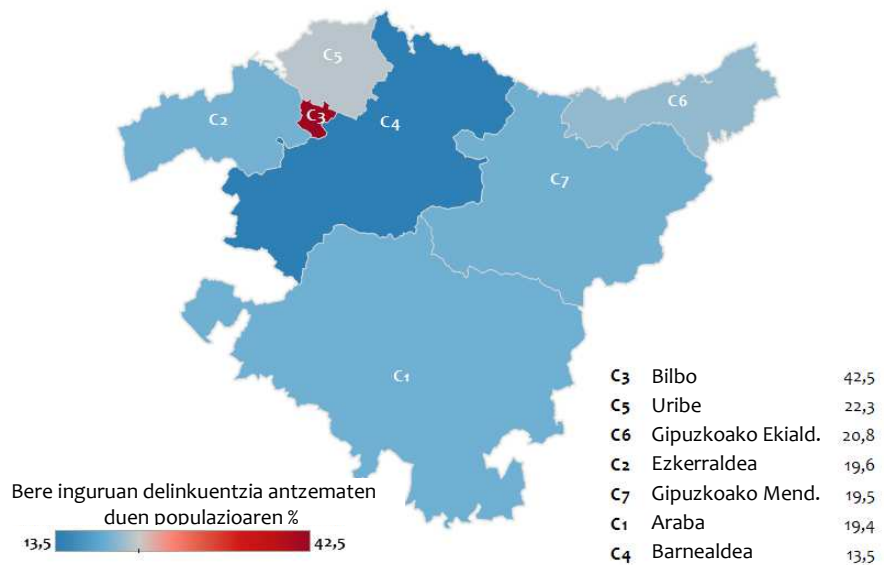 C5
C6
C2
C3
C4
C7
C1
C3 Bilbo 42,5
C5 Uribe 22,3
C6 Gipuzkoako Ekiald. 20,8
C2 Ezkerraldea 19,6
C7 Gipuzkoako Mend. 19,5
C1 Araba 19,4
C4 Barnealdea 13,5
Bere inguruan delinkuentzia antzematen
duen populazioaren %
13,5 42,5